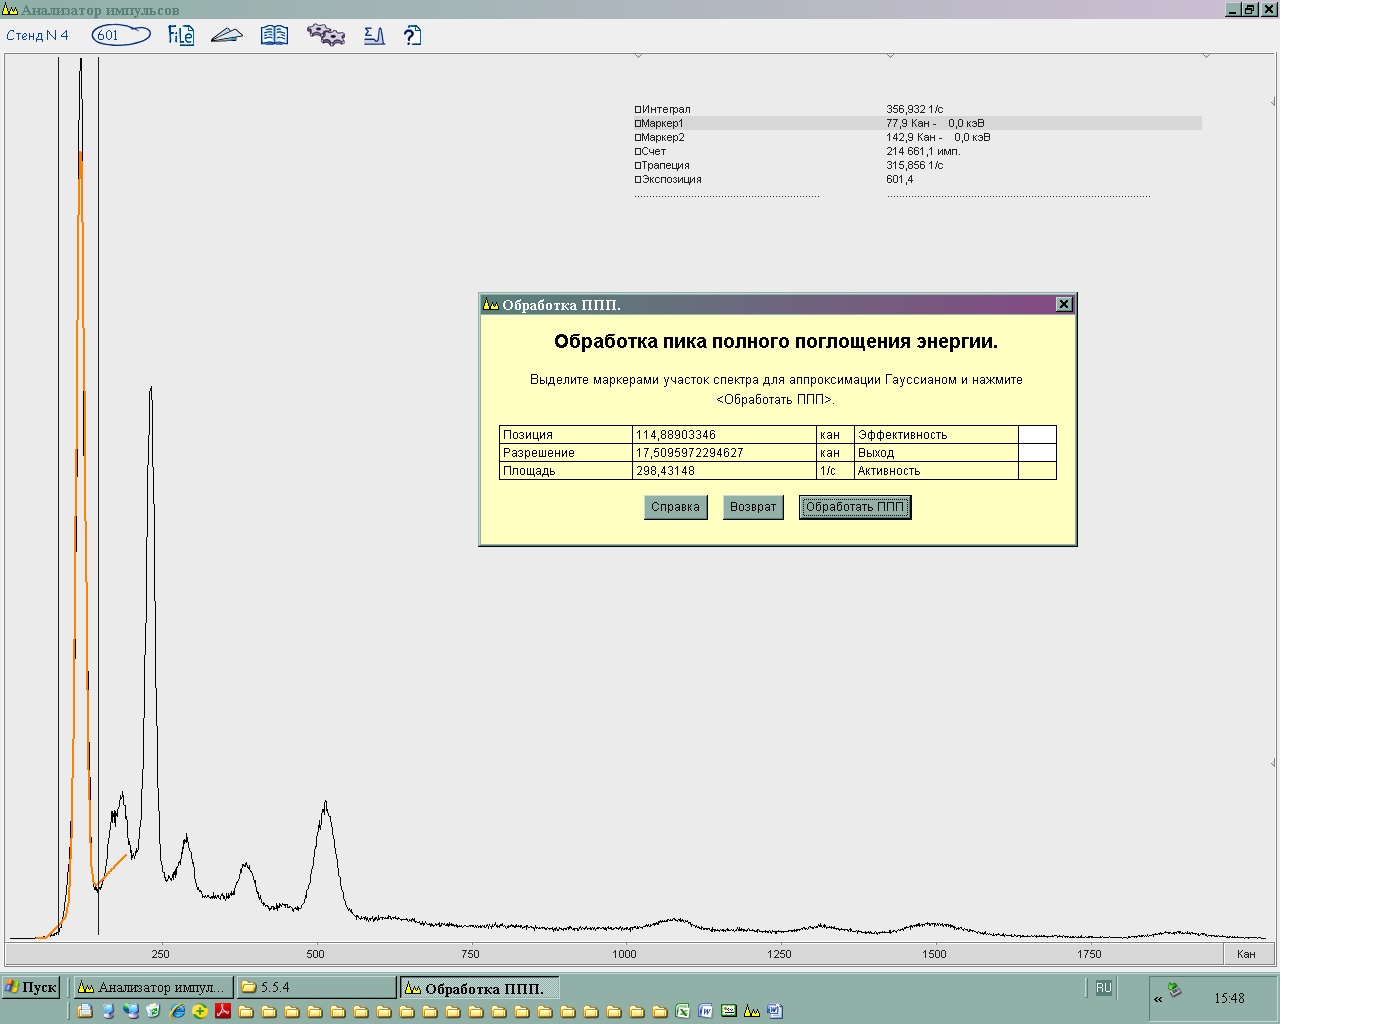 Анализатор импульсов
Стенд N 4 601 File
Интеграл 356,932 1/с
Маркер1 77,9 Кан - 0,0 кэВ
Маркер2 142,9 Кан - 0,0 кэВ
Счет 214 661,1 имп.
Трапеция 315,856 1/с
Экспозиция 601,4
Обработка ППП.
Обработка пика полного поглощения энергии.
Выделите маркерами участок спектра для аппроксимации Гауссианом и нажмите
<Обработать ППП>.
Позиция 114,88903346 кан Эффективность
Разрешение 17,5095972294627 кан Выход
Площадь 298,43148 1/с Активность
Справка Возврат Обработать ППП
250 500 750 1000 1250 1500 1750 Кан
Пуск Анализатор импул... 5.5.4 Обработка ППП. RU « 15:48